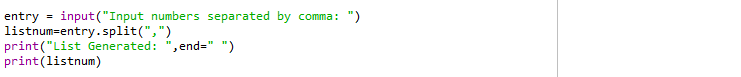 entry = input("Input numbers separated by comma: ")
listnum=entry.split(",")
print("List Generated: ",end=" ")
print(listnum)